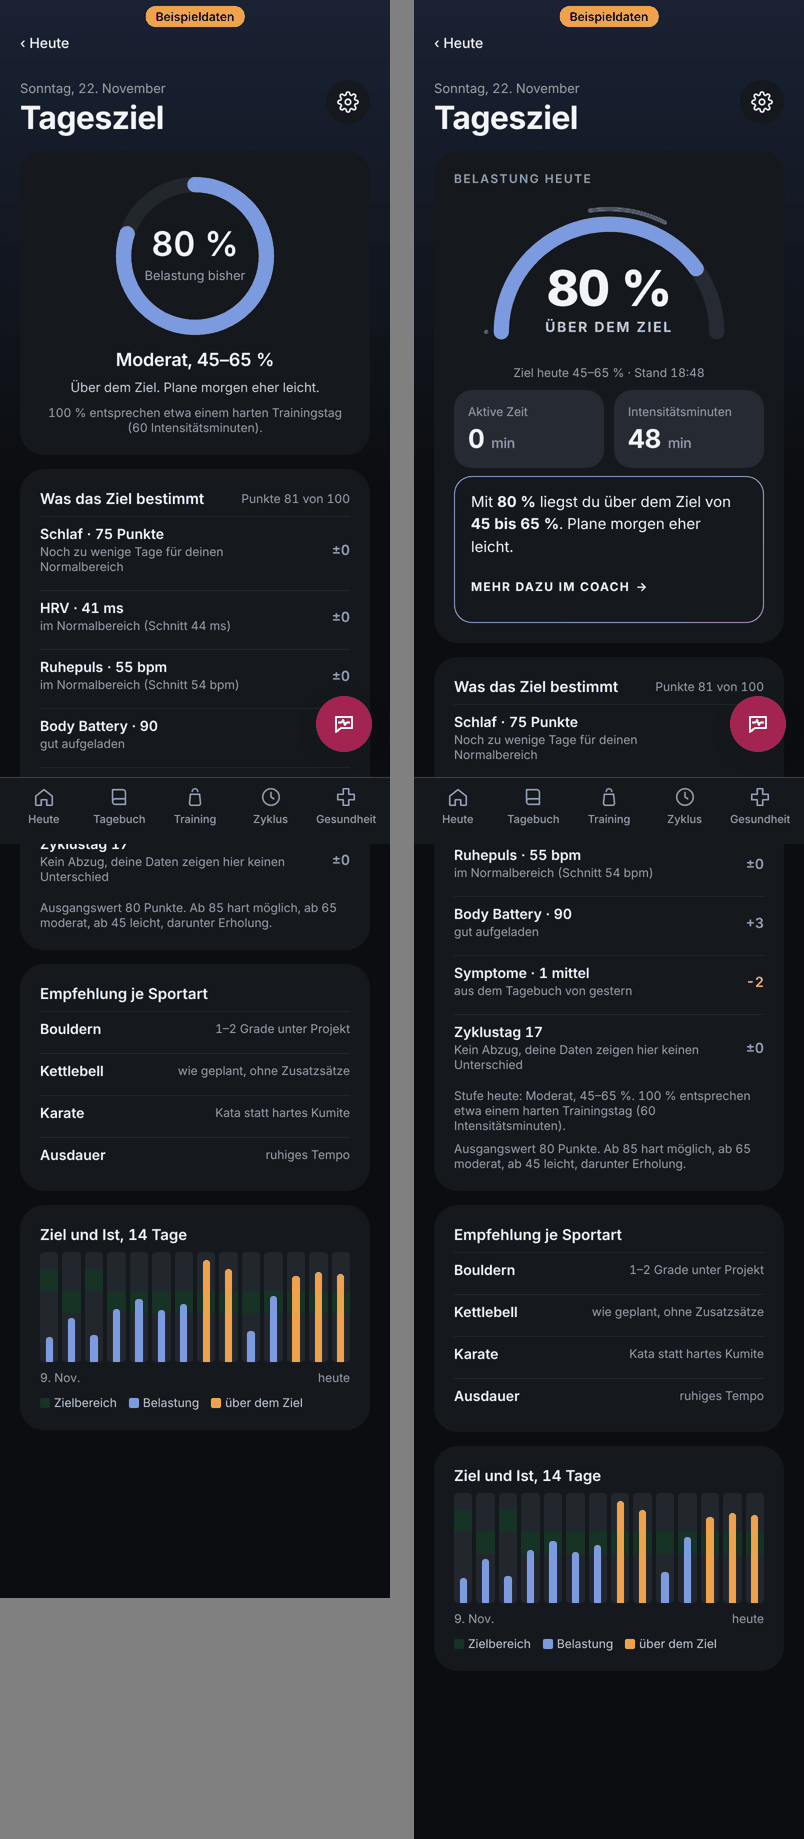 Beispieldaten
‹ Heute
Sonntag, 22. November
Tagesziel
80 %
Belastung bisher
Moderat, 45–65 %
Über dem Ziel. Plane morgen eher leicht.
100 % entsprechen etwa einem harten Trainingstag
(60 Intensitätsminuten).
Was das Ziel bestimmt
Punkte 81 von 100
Schlaf · 75 Punkte
Noch zu wenige Tage für deinen
Normalbereich
±0
HRV · 41 ms
im Normalbereich (Schnitt 44 ms)
±0
Ruhepuls · 55 bpm
im Normalbereich (Schnitt 54 bpm)
±0
Body Battery · 90
gut aufgeladen
Heute
Tagebuch
Training
Zyklus
Gesundheit
Zyklustag 17
Kein Abzug, deine Daten zeigen hier keinen
Unterschied
±0
Ausgangswert 80 Punkte. Ab 85 hart möglich, ab 65
moderat, ab 45 leicht, darunter Erholung.
Empfehlung je Sportart
Bouldern
1–2 Grade unter Projekt
Kettlebell
wie geplant, ohne Zusatzsätze
Karate
Kata statt hartes Kumite
Ausdauer
ruhiges Tempo
Ziel und Ist, 14 Tage
9. Nov.
heute
Zielbereich
Belastung
über dem Ziel
Beispieldaten
‹ Heute
Sonntag, 22. November
Tagesziel
BELASTUNG HEUTE
80 %
ÜBER DEM ZIEL
Ziel heute 45–65 % · Stand 18:48
Aktive Zeit
0 min
Intensitätsminuten
48 min
Mit 80 % liegst du über dem Ziel von
45 bis 65 %. Plane morgen eher
leicht.
MEHR DAZU IM COACH →
Was das Ziel bestimmt
Punkte 81 von 100
Schlaf · 75 Punkte
Noch zu wenige Tage für deinen
Normalbereich
Heute
Tagebuch
Training
Zyklus
Gesundheit
Ruhepuls · 55 bpm
im Normalbereich (Schnitt 54 bpm)
±0
Body Battery · 90
gut aufgeladen
+3
Symptome · 1 mittel
aus dem Tagebuch von gestern
-2
Zyklustag 17
Kein Abzug, deine Daten zeigen hier keinen
Unterschied
±0
Stufe heute: Moderat, 45–65 %. 100 % entsprechen
etwa einem harten Trainingstag (60
Intensitätsminuten).
Ausgangswert 80 Punkte. Ab 85 hart möglich, ab 65
moderat, ab 45 leicht, darunter Erholung.
Empfehlung je Sportart
Bouldern
1–2 Grade unter Projekt
Kettlebell
wie geplant, ohne Zusatzsätze
Karate
Kata statt hartes Kumite
Ausdauer
ruhiges Tempo
Ziel und Ist, 14 Tage
9. Nov.
heute
Zielbereich
Belastung
über dem Ziel